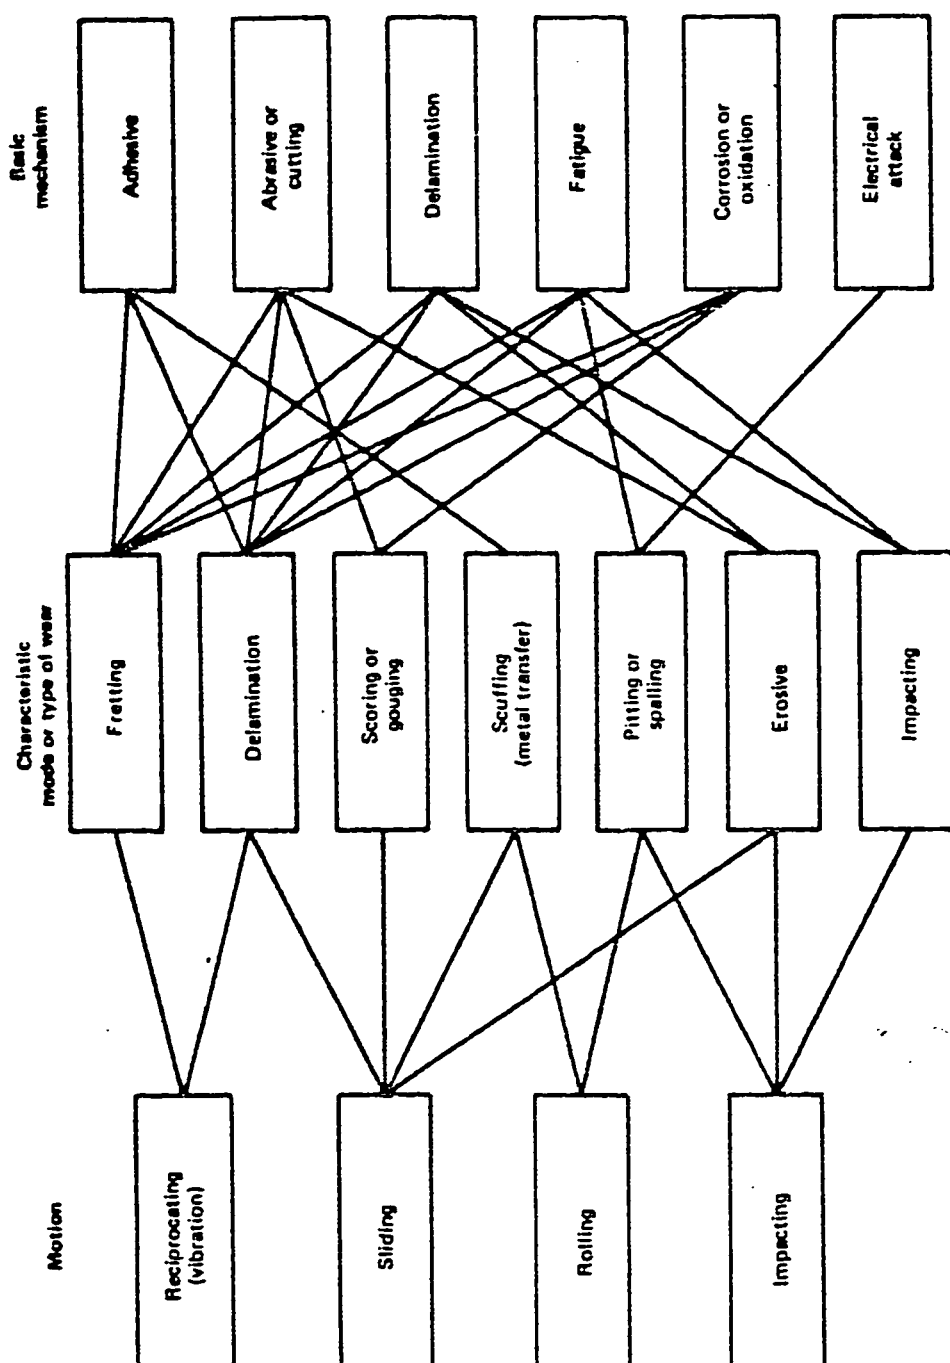 Motion
Reciprocating
(vibration)
Sliding
Rolling
Impacting
Characteristic
mode or type of wear
Fretting
Delamination
Scoring or
gouging
Scuffing
(metal transfer)
Pitting or
spalling
Erosive
Impacting
Basic
mechanism
Adhesive
Abrasive or
cutting
Delamination
Fatigue
Corrosion or
oxidation
Electrical
attack